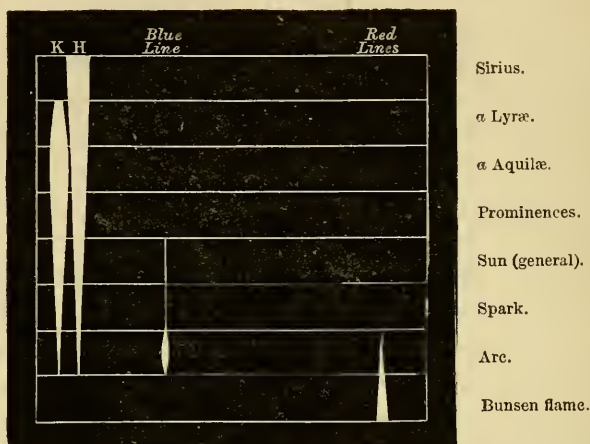 Blue Red
K H Line Lines
Sirius.
α Lyræ.
α Aquilæ.
Prominences.
Sun (general).
Spark.
Arc.
Bunsen flame.